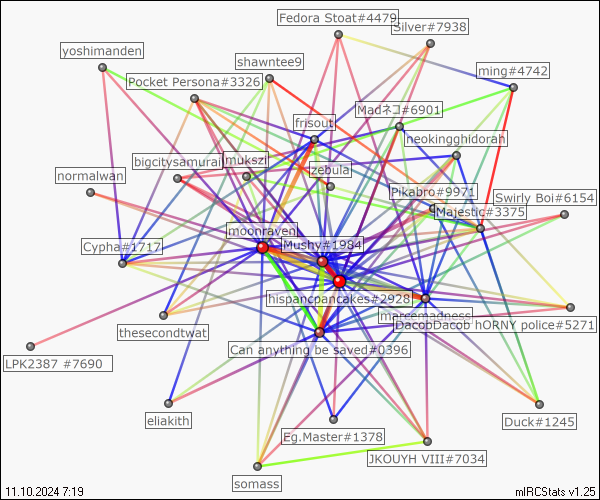 Fedora Stoat#4479
Silver#7938
yoshimanden
shawntee9
ming#4742
Pocket Persona#3326
Madネコ#6901
frisout
neokingghidorah
bigcitysamurai
mukszi
zebula
normalwan
Pikabro#9971
Swirly Boi#6154
Majestic#3375
moonraven
Cypha#1717
Mushy#1984
hispancpancakes#2928
marcemadness
DacobDacob hORNY police#5271
thesecondtwat
Can anything be saved#0396
LPK2387 #7690
eliakith
Duck#1245
Eg.Master#1378
JKOUYH VIII#7034
somass
11.10.2024 7:19
mIRCStats v1.25